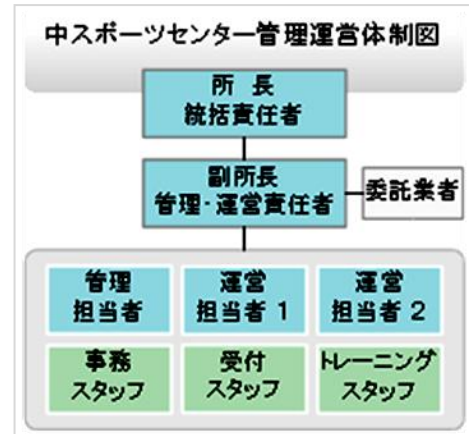 中スポーツセンター管理運営体制図
所 長
統括責任者
副所長
管理・運営責任者
委託業者
管理
担当者
運営
担当者 1
運営
担当者 2
事務
スタッフ
受付
スタッフ
トレーニング
スタッフ